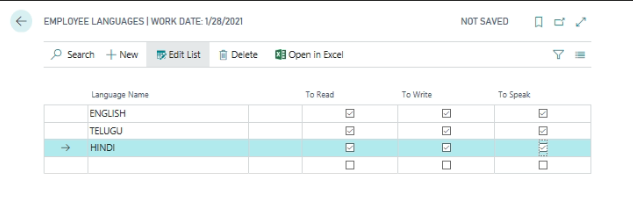 EMPLOYEE LANGUAGES | WORK DATE: 1/28/2021 NOT SAVED
Search + New Edit List Delete Open in Excel
Language Name To Read To Write To Speak
ENGLISH
TELUGU
HINDI